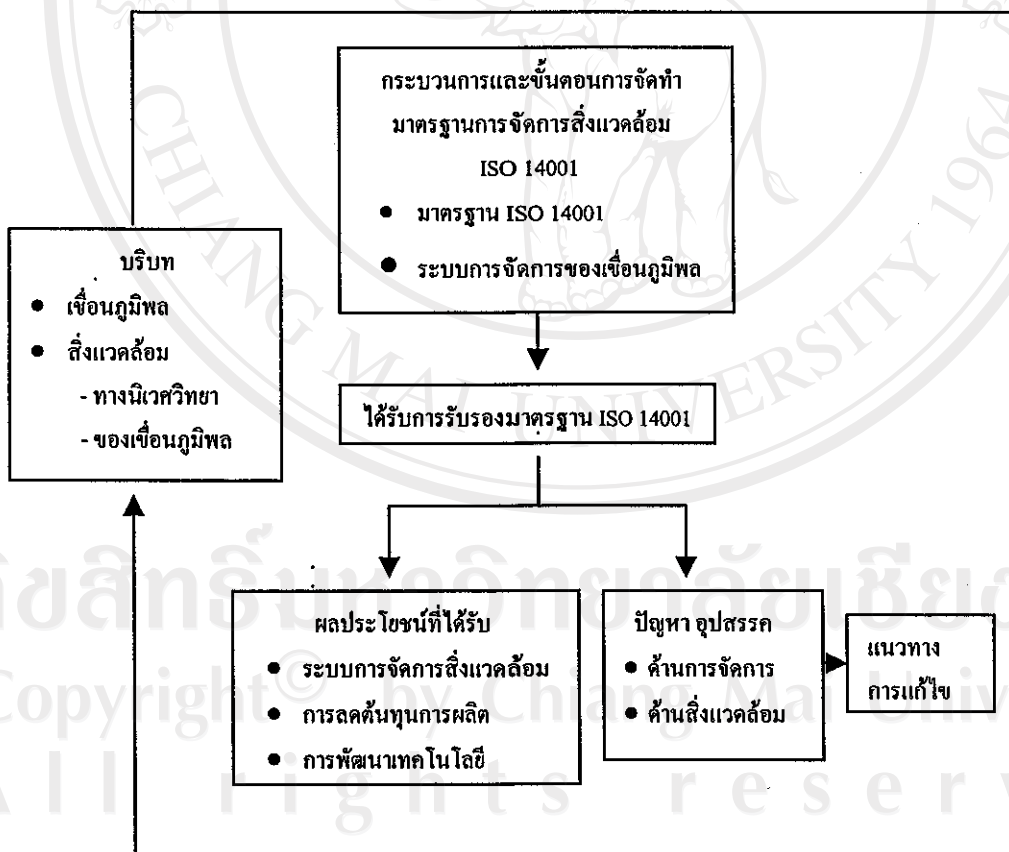 กระบวนการและขั้นตอนการจัดทำ
มาตรฐานการจัดการสิ่งแวดล้อม
ISO 14001
● มาตรฐาน ISO 14001
● ระบบการจัดการของเขื่อนภูมิพล
บริบท
● เขื่อนภูมิพล
● สิ่งแวดล้อม
- ทางนิเวศวิทยา
- ของเขื่อนภูมิพล
ได้รับการรับรองมาตรฐาน ISO 14001
ผลประโยชน์ที่ได้รับ
● ระบบการจัดการสิ่งแวดล้อม
● การลดต้นทุนการผลิต
● การพัฒนาเทคโนโลยี
ปัญหา อุปสรรค
● ด้านการจัดการ
● ด้านสิ่งแวดล้อม
แนวทาง
การแก้ไข
CHIANG MAI UNIVERSITY 1964
Copyright © by Chiang Mai Univ
All rights reserv